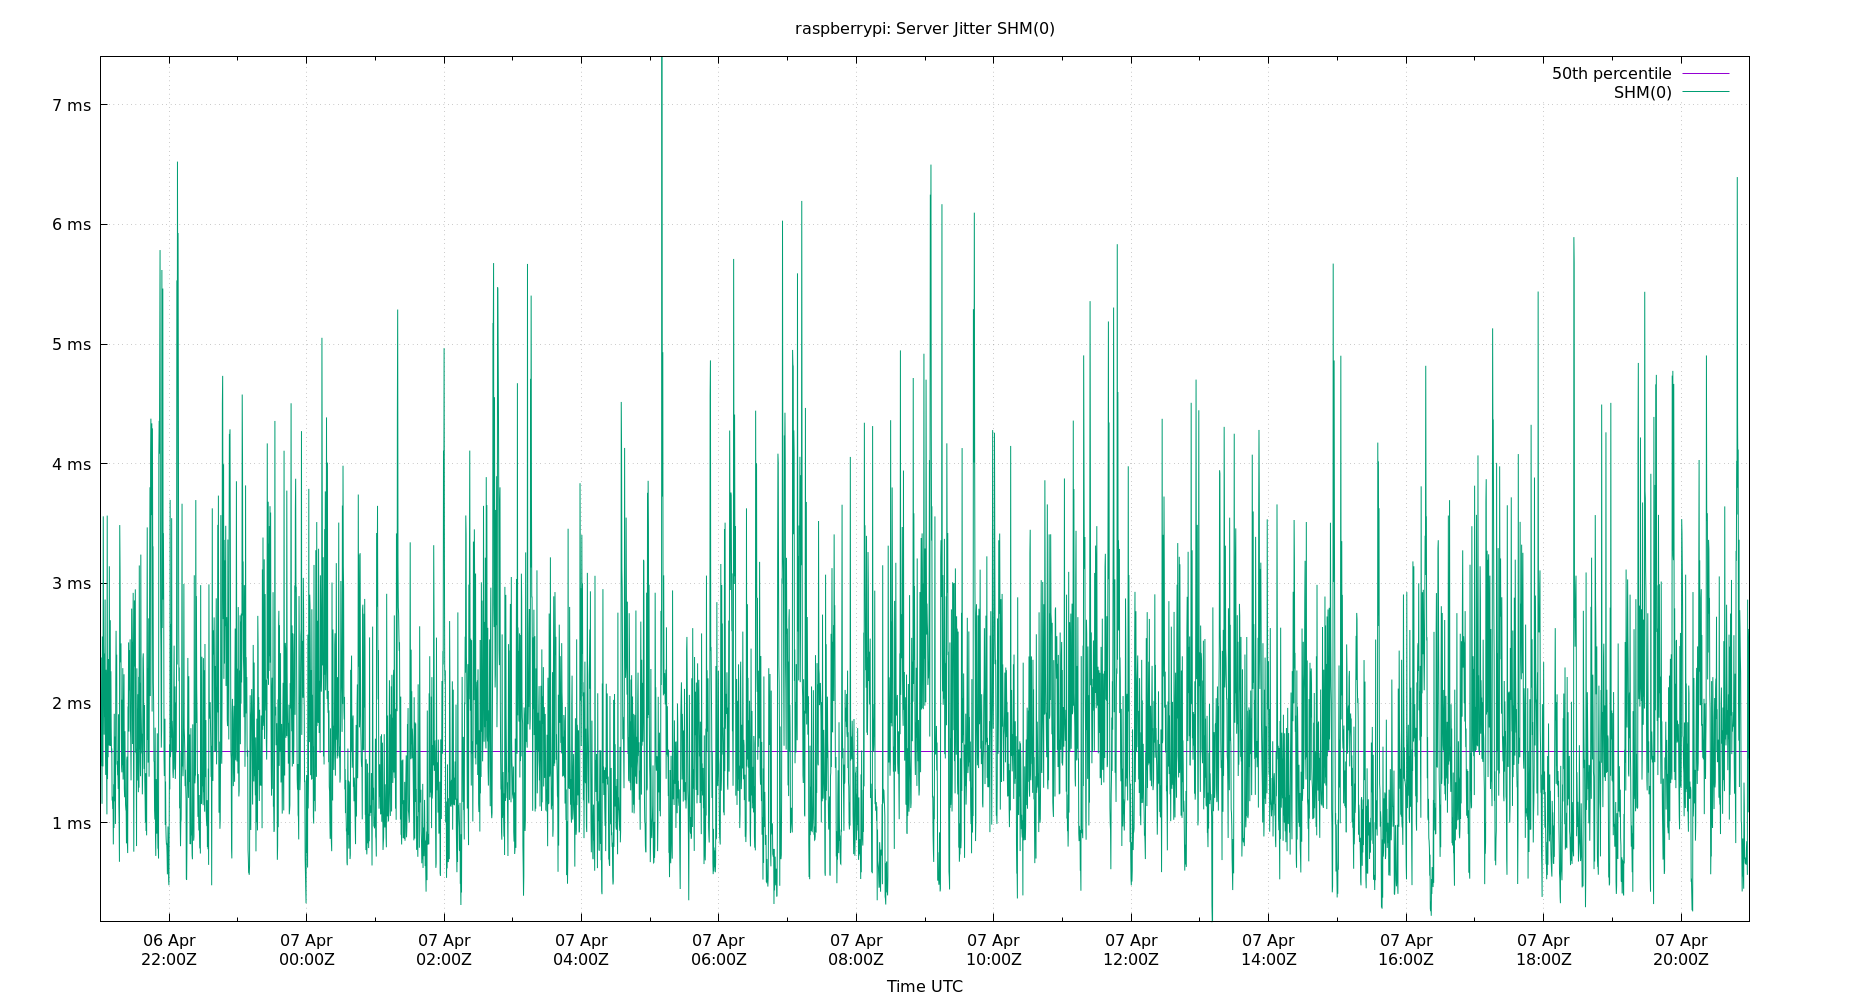 raspberrypi: Server Jitter SHM(0)
50th percentile
SHM(0)
7 ms
6 ms
5 ms
4 ms
3 ms
2 ms
1 ms
06 Apr 07 Apr 07 Apr 07 Apr 07 Apr 07 Apr 07 Apr 07 Apr 07 Apr 07 Apr 07 Apr 07 Apr
22:00Z 00:00Z 02:00Z 04:00Z 06:00Z 08:00Z 10:00Z 12:00Z 14:00Z 16:00Z 18:00Z 20:00Z
Time UTC